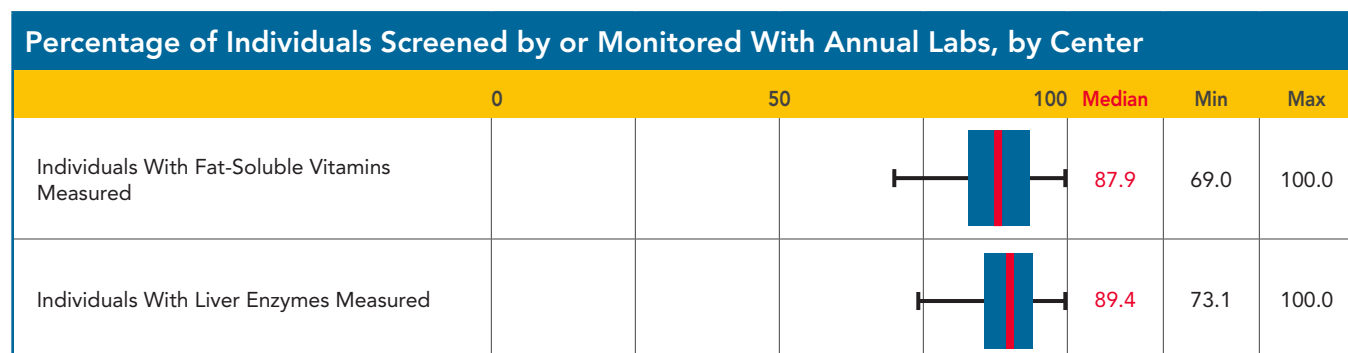 Percentage of Individuals Screened by or Monitored With Annual Labs, by Center
0 50 100 Median Min Max
Individuals With Fat-Soluble Vitamins
Measured
87.9 69.0 100.0
Individuals With Liver Enzymes Measured 89.4 73.1 100.0